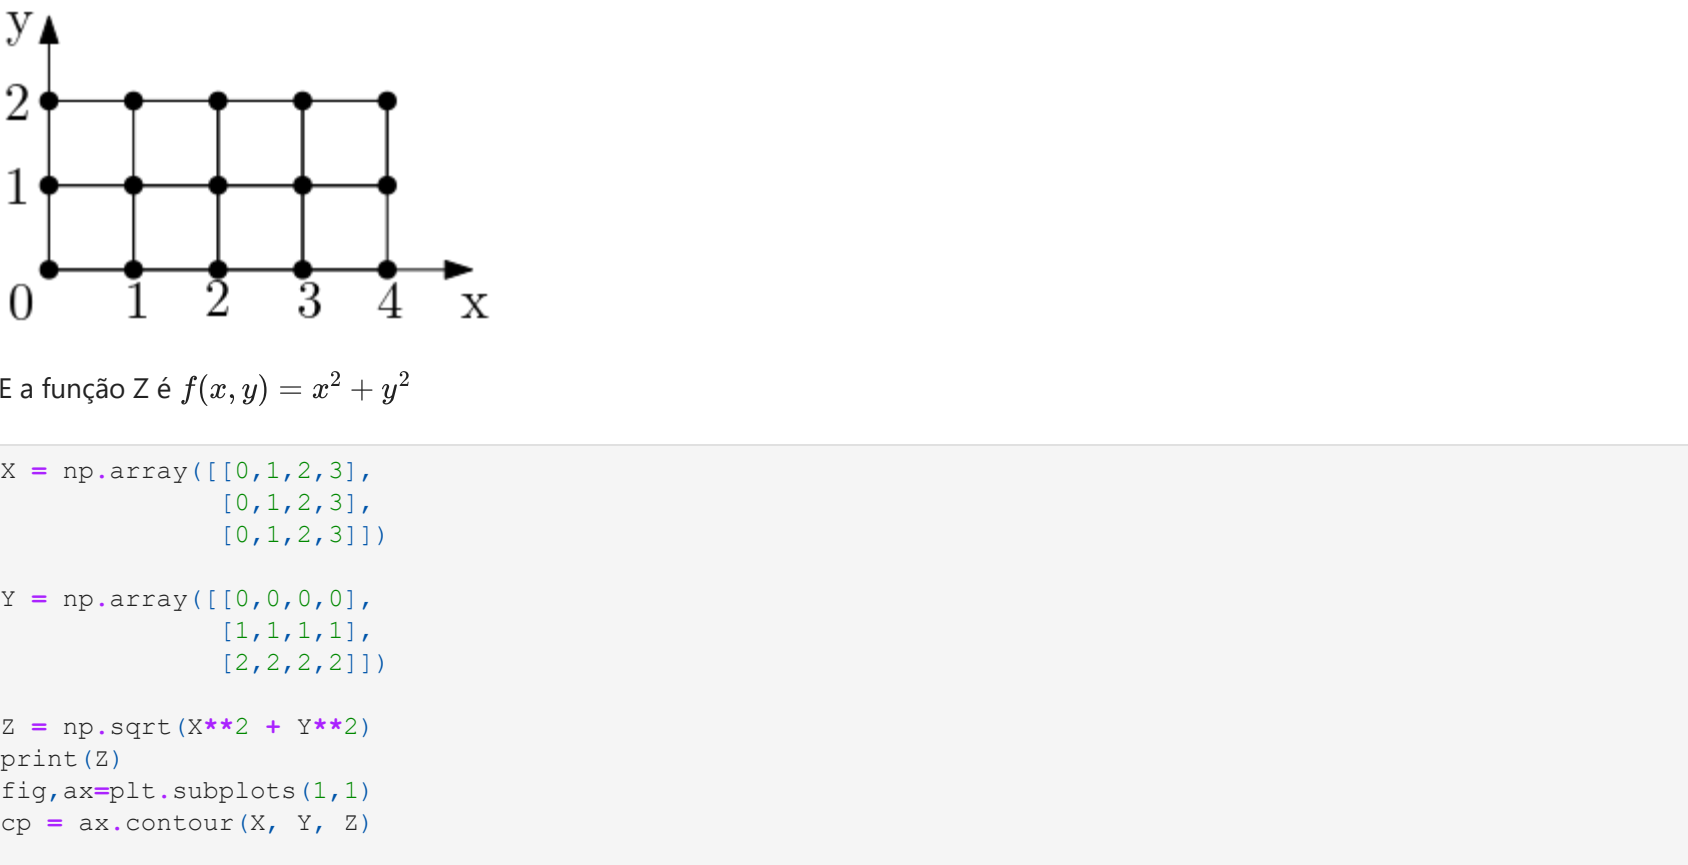 y
2
1
0 1 2 3 4 x
E a função Z é f(x, y) = x² + y²
X = np.array([[0,1,2,3],
[0,1,2,3],
[0,1,2,3]])
Y = np.array([[0,0,0,0],
[1,1,1,1],
[2,2,2,2]])
Z = np.sqrt(X**2 + Y**2)
print(Z)
fig,ax=plt.subplots(1,1)
cp = ax.contour(X, Y, Z)